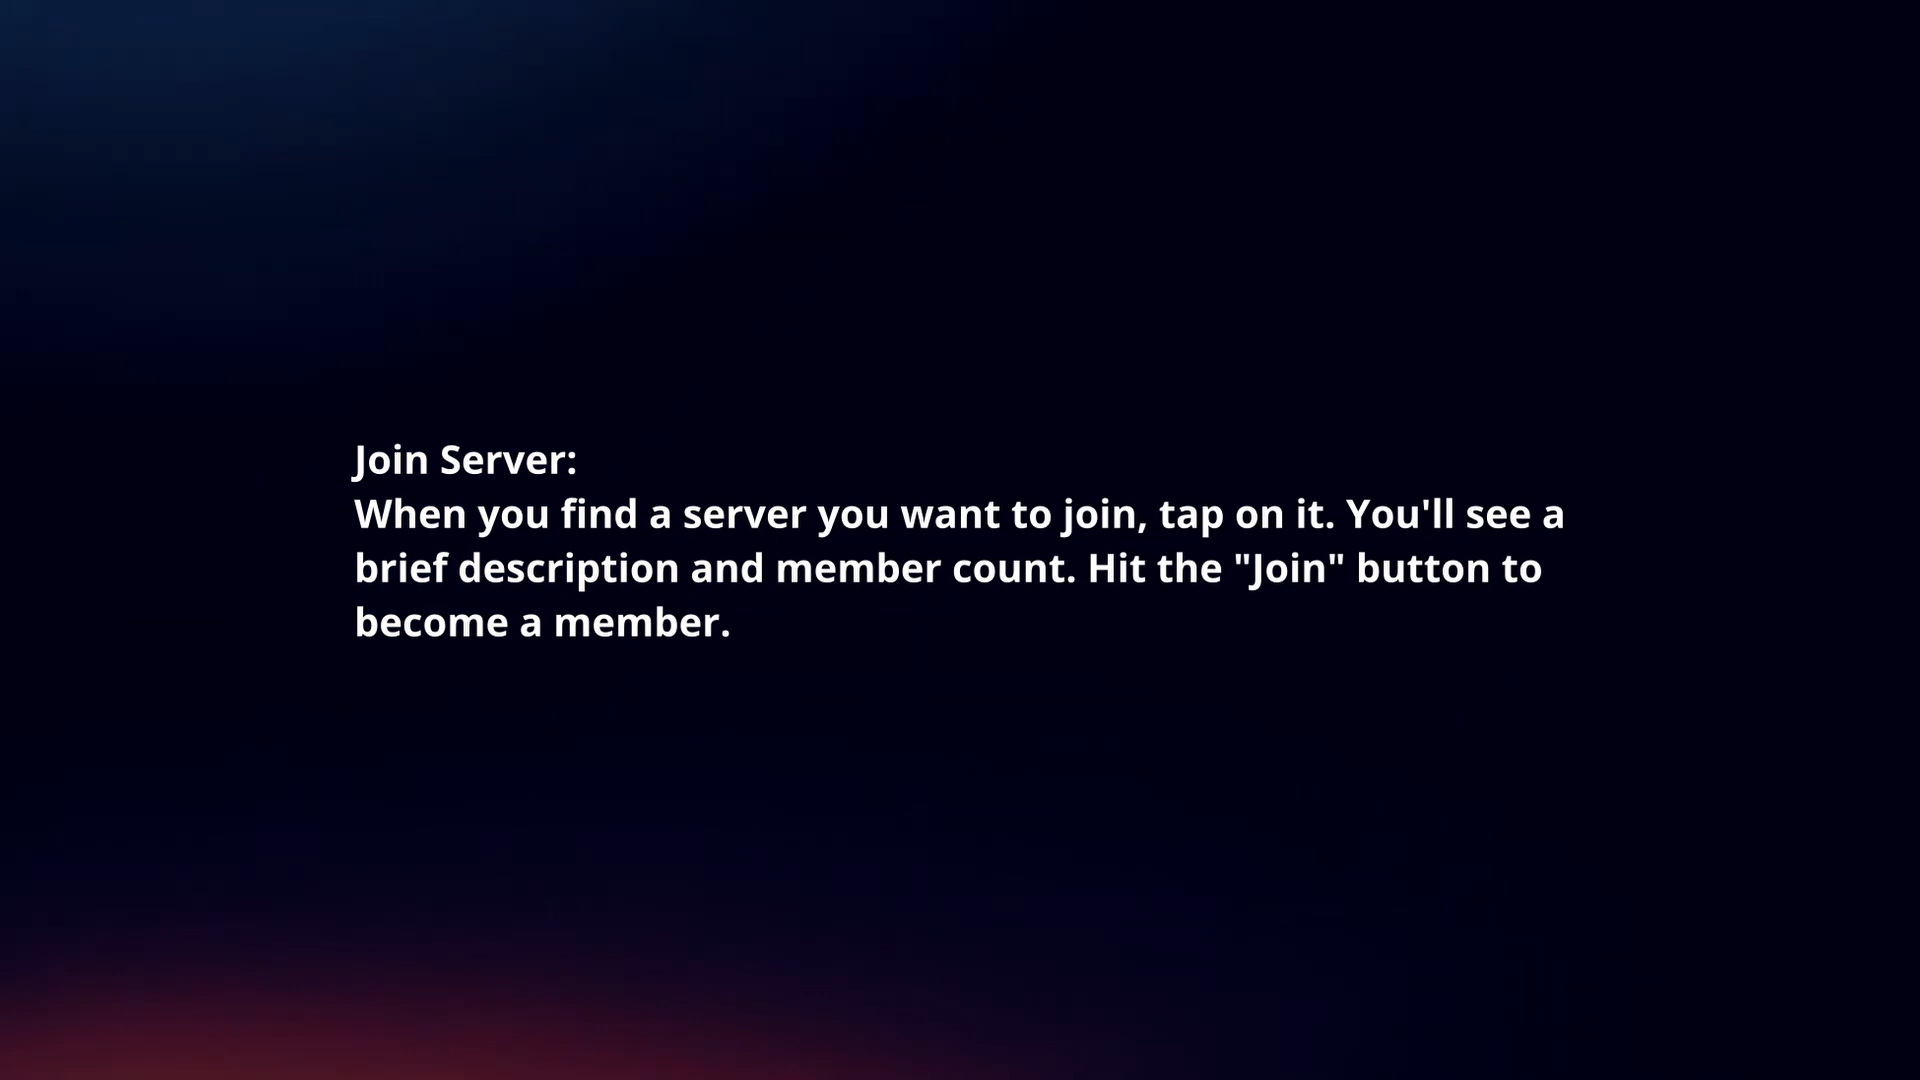 Join Server:
When you find a server you want to join, tap on it. You'll see a
brief description and member count. Hit the "Join" button to
become a member.